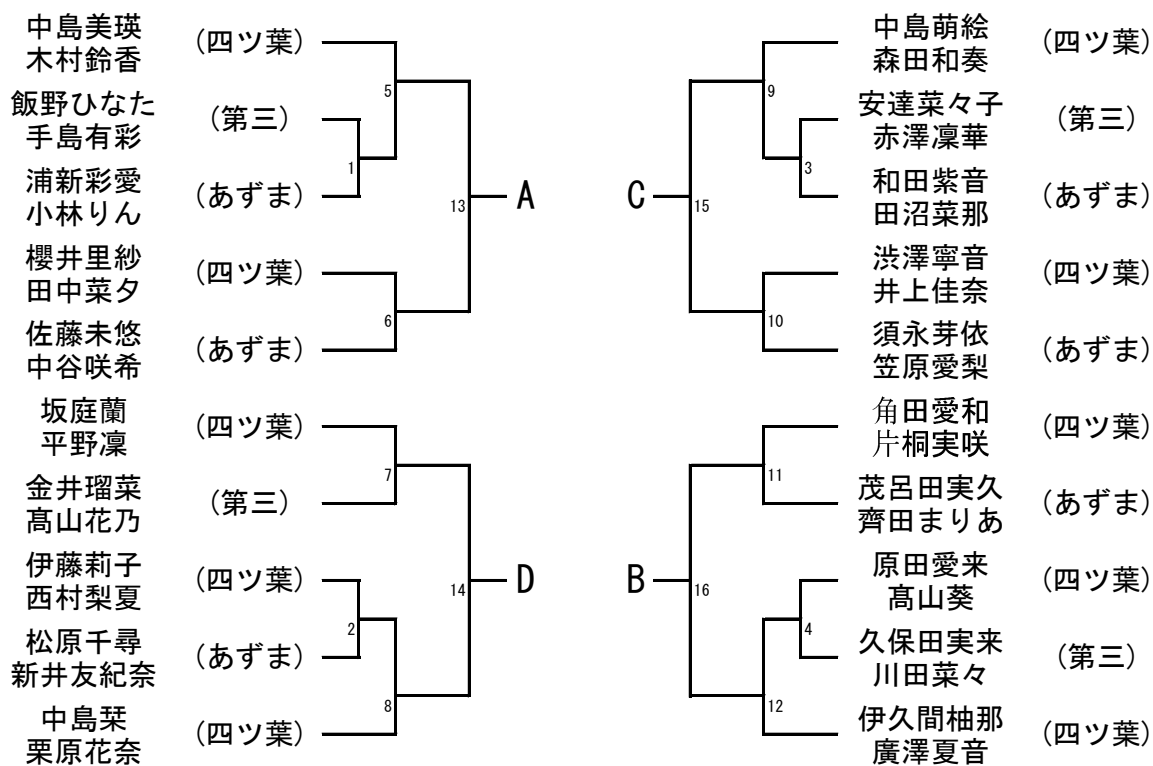 中島美瑛
木村鈴香
(四ツ葉)
飯野ひなた
手島有彩
(第三)
浦新彩愛
小林りん
(あずま)
櫻井里紗
田中菜夕
(四ツ葉)
佐藤未悠
中谷咲希
(あずま)
5
1
6
13
A
坂庭蘭
平野凜
(四ツ葉)
金井瑠菜
髙山花乃
(第三)
伊藤莉子
西村梨夏
(四ツ葉)
松原千尋
新井友紀奈
(あずま)
中島栞
栗原花奈
(四ツ葉)
7
2
8
14
D
中島萌絵
森田和奏
(四ツ葉)
安達菜々子
赤澤凜華
(第三)
和田紫音
田沼菜那
(あずま)
渋澤寧音
井上佳奈
(四ツ葉)
須永芽依
笠原愛梨
(あずま)
9
3
10
15
C
角田愛和
片桐実咲
(四ツ葉)
茂呂田実久
齊田まりあ
(あずま)
原田愛来
髙山葵
(四ツ葉)
久保田実来
川田菜々
(第三)
伊久間柚那
廣澤夏音
(四ツ葉)
11
4
12
16
B